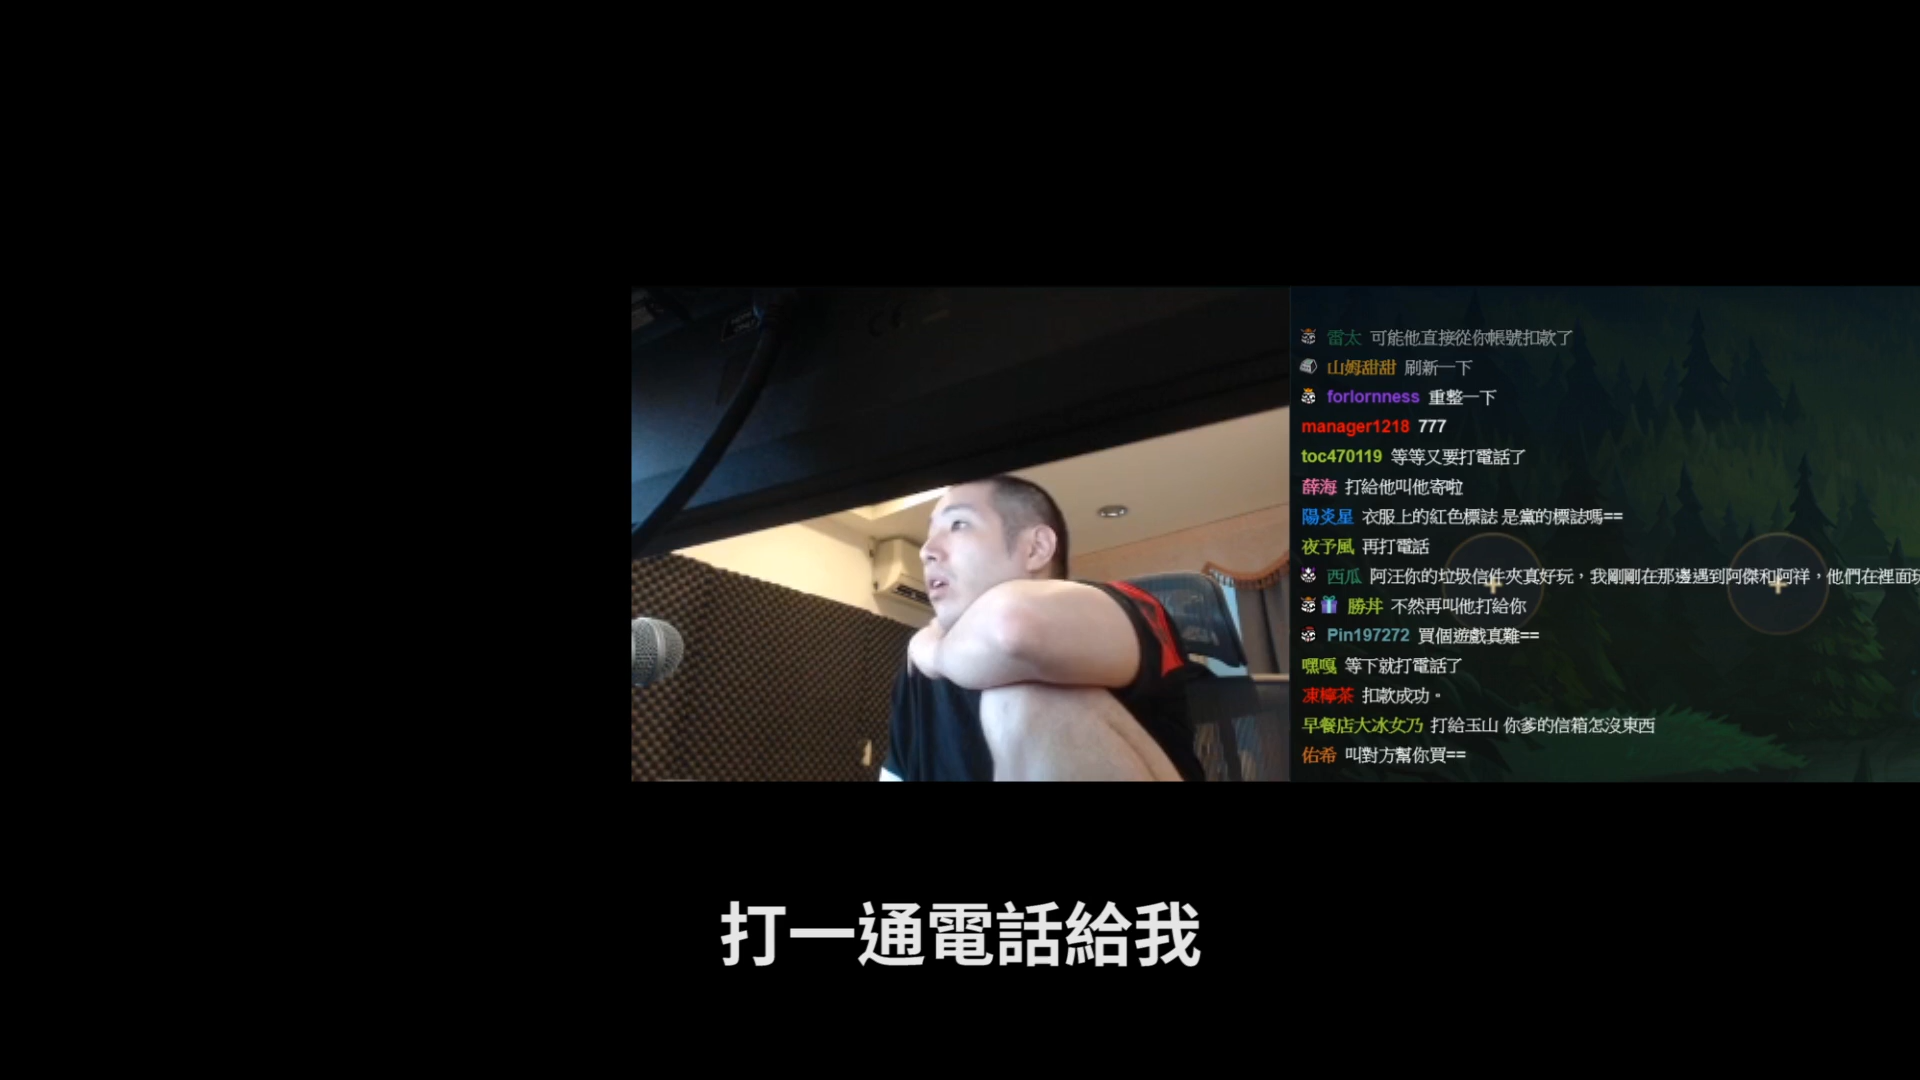 雷太 可能他直接從你帳號扣款了
山姆甜甜 刷新一下
forlornness 重整一下
manager1218 777
toc470119 等等又要打電話了
薛海 打給他叫他寄啦
陽炎星 衣服上的紅色標誌 是黨的標誌嗎==
夜予風 再打電話
西瓜 阿汪你的垃圾信件夾真好玩，我剛剛在那邊遇到阿傑和阿祥，他們在裡面玩
勝丼 不然再叫他打給你
Pin197272 買個遊戲真難==
嘿嘎 等下就打電話了
凍檸茶 扣款成功。
早餐店大冰女乃 打給玉山 你爹的信箱怎沒東西
佑希 叫對方幫你買==
打一通電話給我